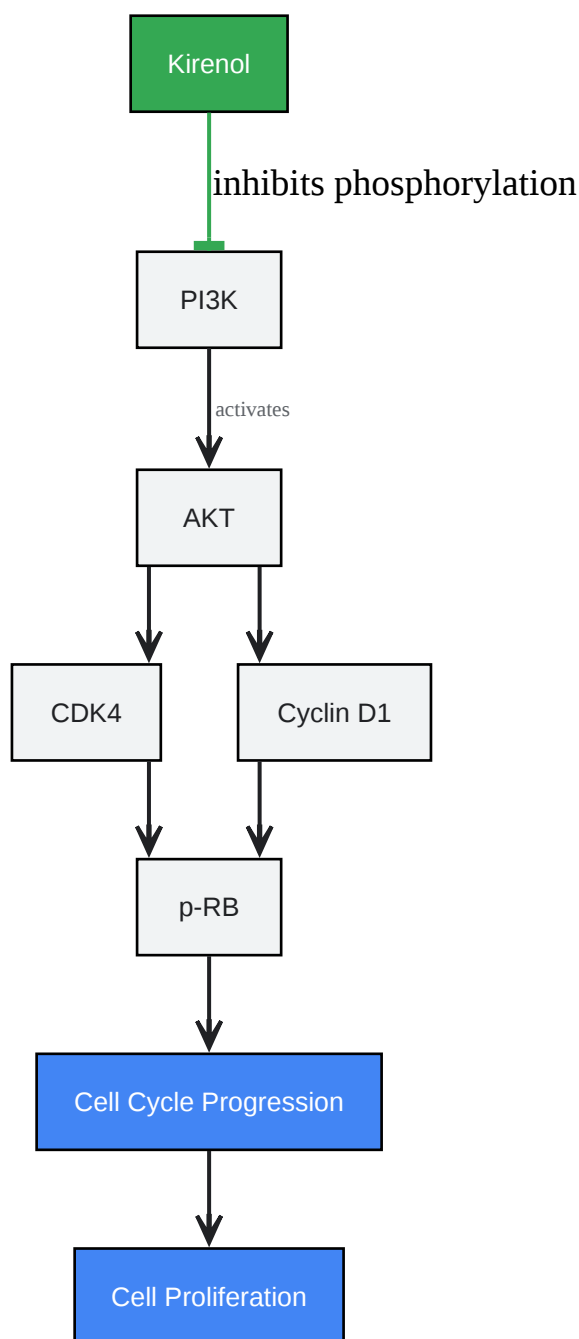 Kirenol
inhibits phosphorylation
PI3K
activates
AKT
CDK4
Cyclin D1
p-RB
Cell Cycle Progression
Cell Proliferation